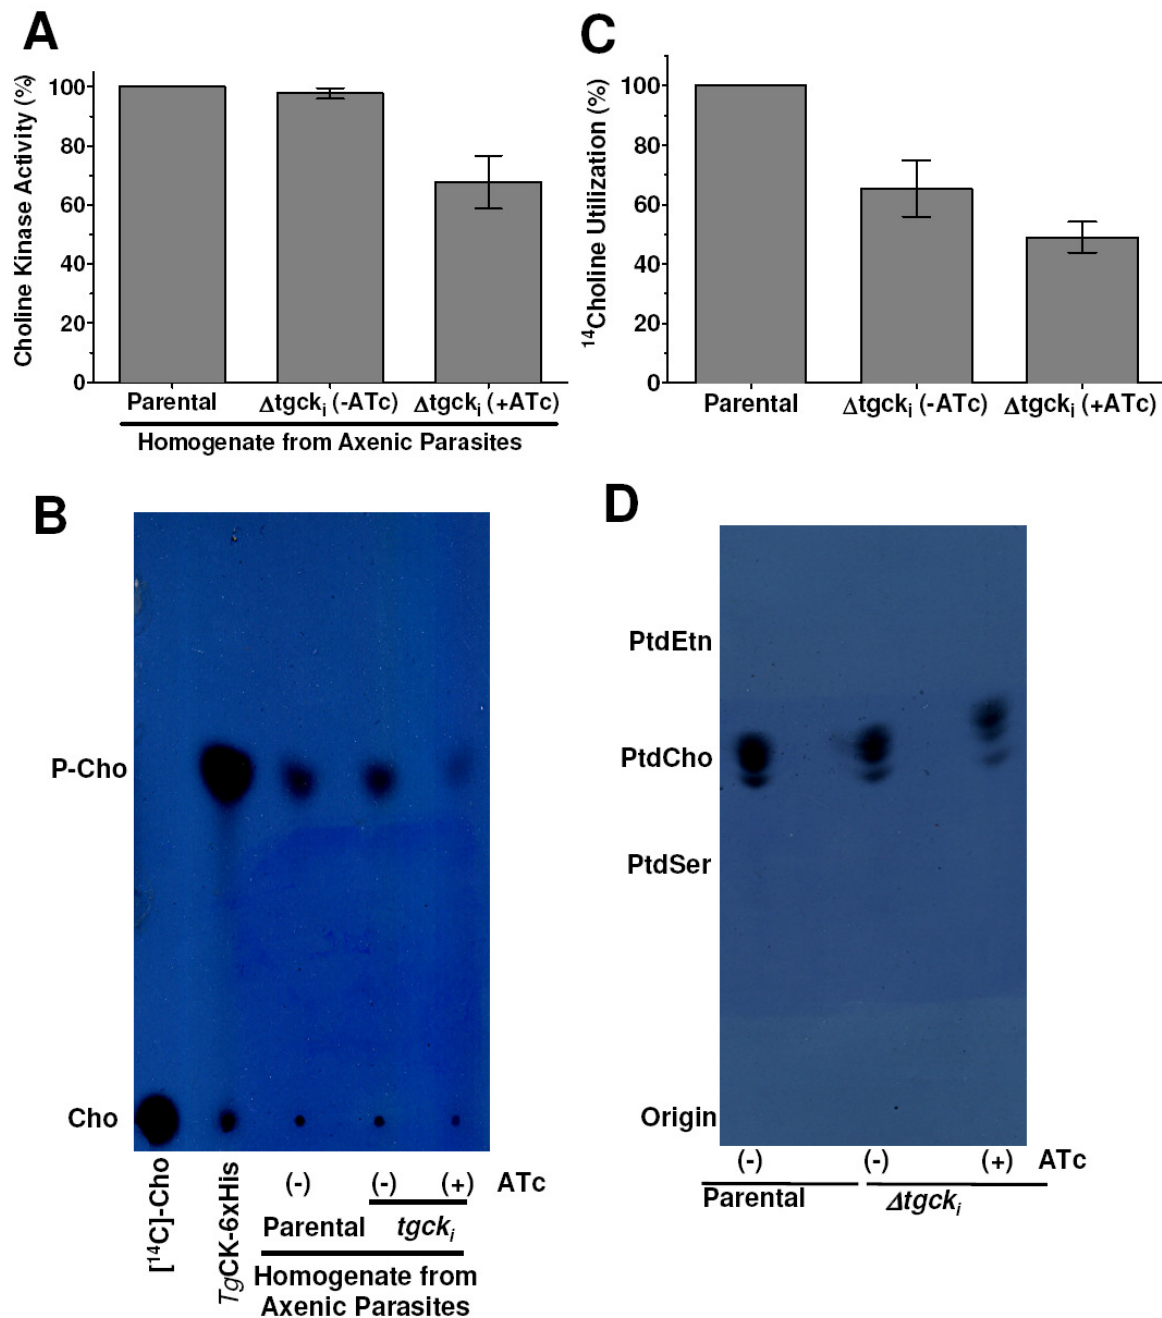 A
Choline Kinase Activity (%)
100
80
60
40
20
0
Parental
Δtgckᵢ (-ATc)
Δtgckᵢ (+ATc)
Homogenate from Axenic Parasites
C
¹⁴Choline Utilization (%)
100
80
60
40
20
0
Parental
Δtgckᵢ (-ATc)
Δtgckᵢ (+ATc)
B
P-Cho
Cho
[¹⁴C]-Cho
TgCK-6xHis
(-)
(-)
(+)
ATc
Parental
tgckᵢ
Homogenate from
Axenic Parasites
D
PtdEtn
PtdCho
PtdSer
Origin
(-)
(-)
(+)
ATc
Parental
Δtgckᵢ